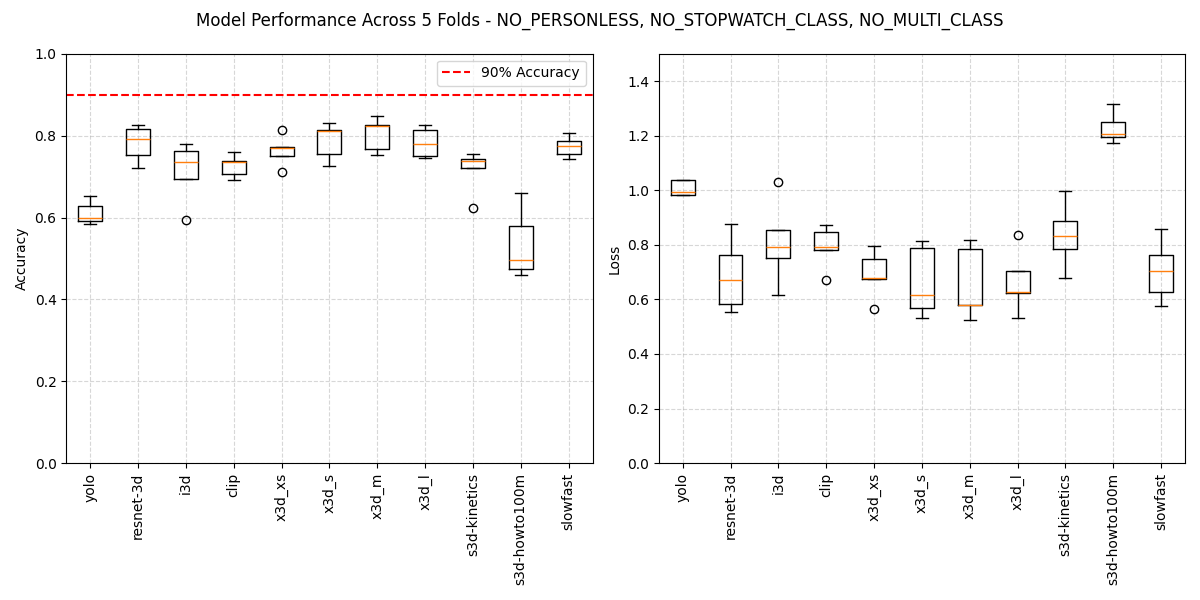 Model Performance Across 5 Folds - NO_PERSONLESS, NO_STOPWATCH_CLASS, NO_MULTI_CLASS
Accuracy
1.0
0.8
0.6
0.4
0.2
0.0
90% Accuracy
yolo
resnet-3d
i3d
clip
x3d_xs
x3d_s
x3d_m
x3d_l
s3d-kinetics
s3d-howto100m
slowfast
Loss
1.4
1.2
1.0
0.8
0.6
0.4
0.2
0.0
yolo
resnet-3d
i3d
clip
x3d_xs
x3d_s
x3d_m
x3d_l
s3d-kinetics
s3d-howto100m
slowfast